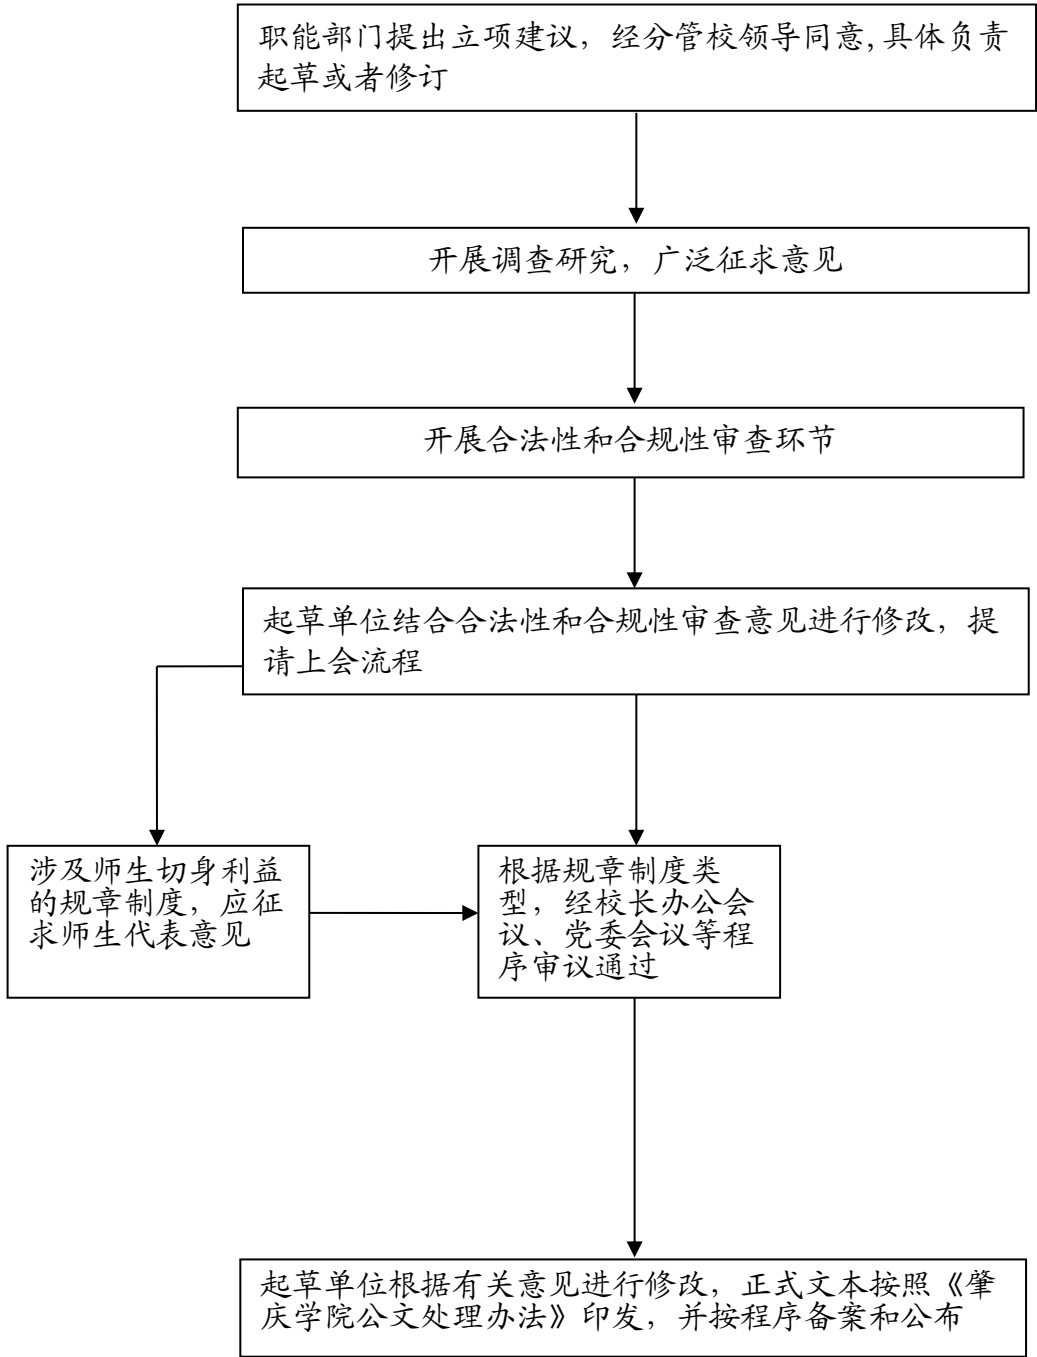 职能部门提出立项建议，经分管校领导同意,具体负责
起草或者修订
开展调查研究，广泛征求意见
开展合法性和合规性审查环节
起草单位结合合法性和合规性审查意见进行修改，提
请上会流程
涉及师生切身利益
的规章制度，应征
求师生代表意见
根据规章制度类
型，经校长办公会
议、党委会议等程
序审议通过
起草单位根据有关意见进行修改，正式文本按照《肇
庆学院公文处理办法》印发，并按程序备案和公布